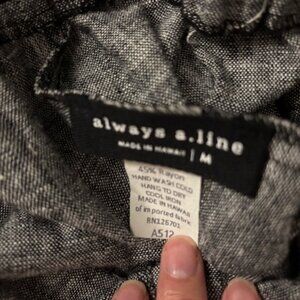 always a.line
MADE IN HAWAII | M
45% Rayon
HAND WASH COLD
HANG TO DRY
COOL IRON
MADE IN HAWAII
of imported fabric
RN126701
A512